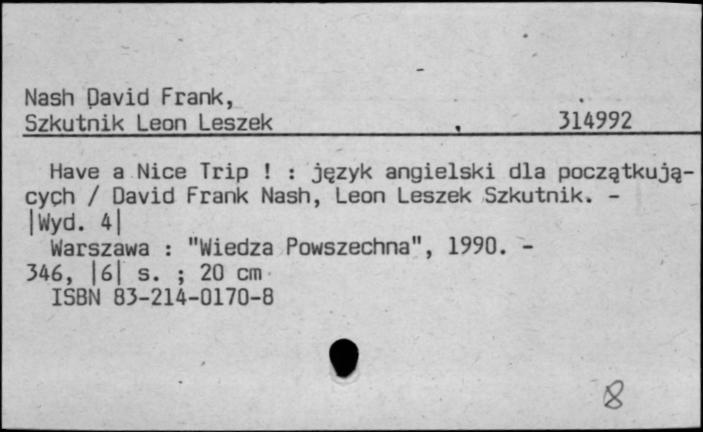 Nash David Frank,
Szkutnik Leon Leszek 314992
Have a Nice Trip ! : język angielski dla początkują-
cych / David Frank Nash, Leon Leszek Szkutnik. -
|Wyd. 4|
Warszawa : "Wiedza Powszechna", 1990. -
346, |6| s. ; 20 cm
ISBN 83-214-0170-8
8